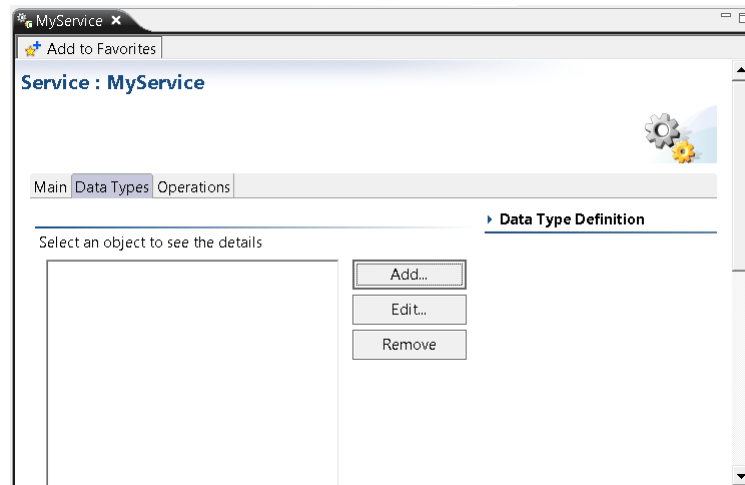 MyService
Add to Favorites
Service : MyService
Main Data Types Operations
Data Type Definition
Select an object to see the details
Add...
Edit...
Remove